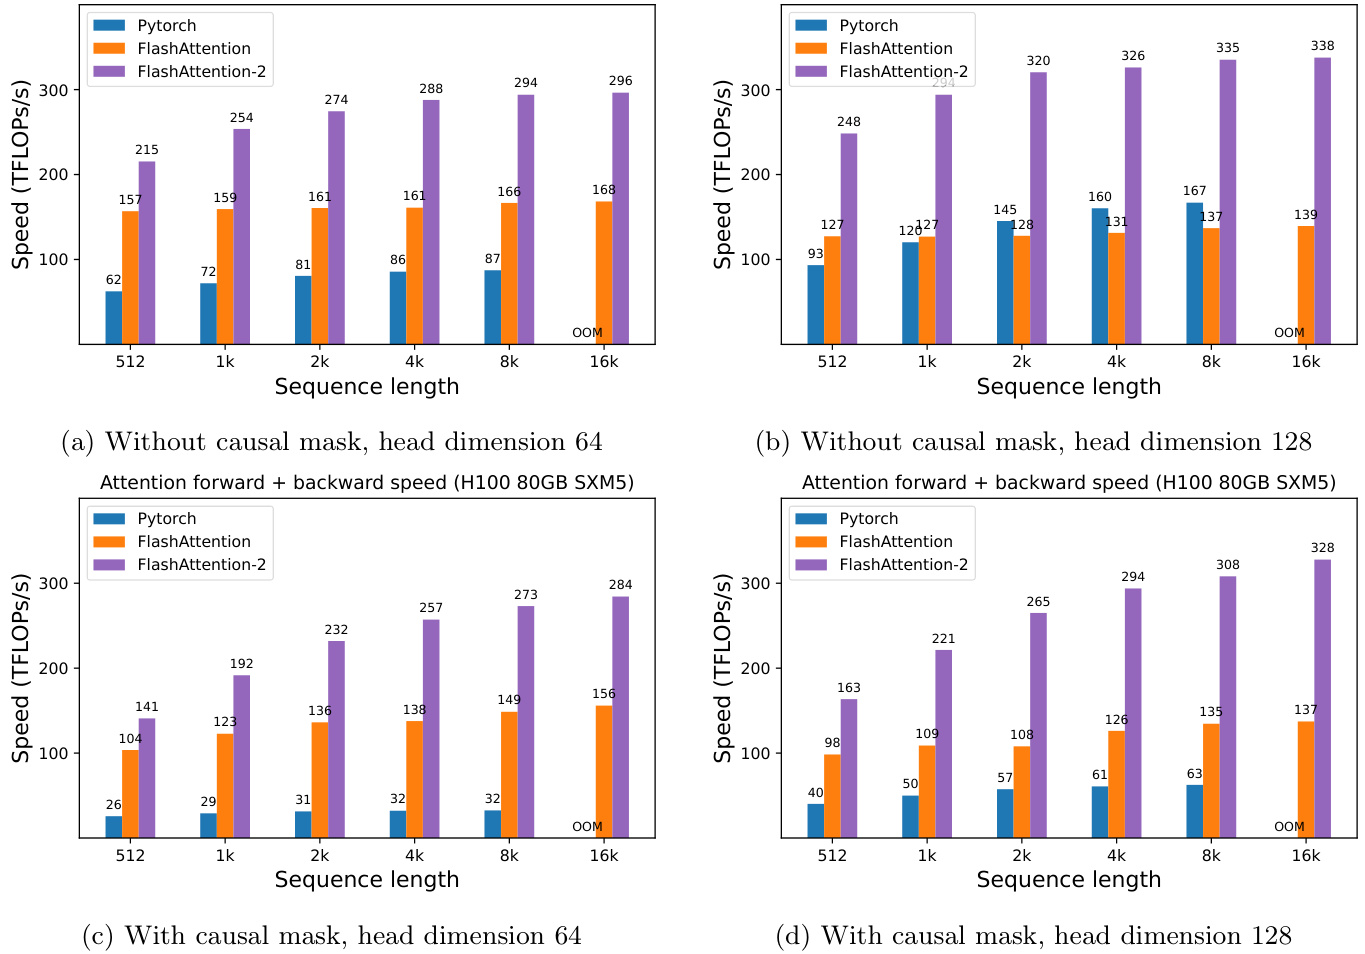 Pytorch
FlashAttention
FlashAttention-2
Speed (TFLOPs/s)
300
200
100
62 157 215
72 159 254
81 161 274
86 161 288
87 166 294
OOM 168 296
512 1k 2k 4k 8k 16k
Sequence length
(a) Without causal mask, head dimension 64
Pytorch
FlashAttention
FlashAttention-2
Speed (TFLOPs/s)
300
200
100
93 127 248
120 127 294
145 128 320
160 131 326
167 137 335
OOM 139 338
512 1k 2k 4k 8k 16k
Sequence length
(b) Without causal mask, head dimension 128
Attention forward + backward speed (H100 80GB SXM5)
Pytorch
FlashAttention
FlashAttention-2
Speed (TFLOPs/s)
300
200
100
26 104 141
29 123 192
31 136 232
32 138 257
32 149 273
OOM 156 284
512 1k 2k 4k 8k 16k
Sequence length
(c) With causal mask, head dimension 64
Attention forward + backward speed (H100 80GB SXM5)
Pytorch
FlashAttention
FlashAttention-2
Speed (TFLOPs/s)
300
200
100
40 98 163
50 109 221
57 108 265
61 126 294
63 135 308
OOM 137 328
512 1k 2k 4k 8k 16k
Sequence length
(d) With causal mask, head dimension 128